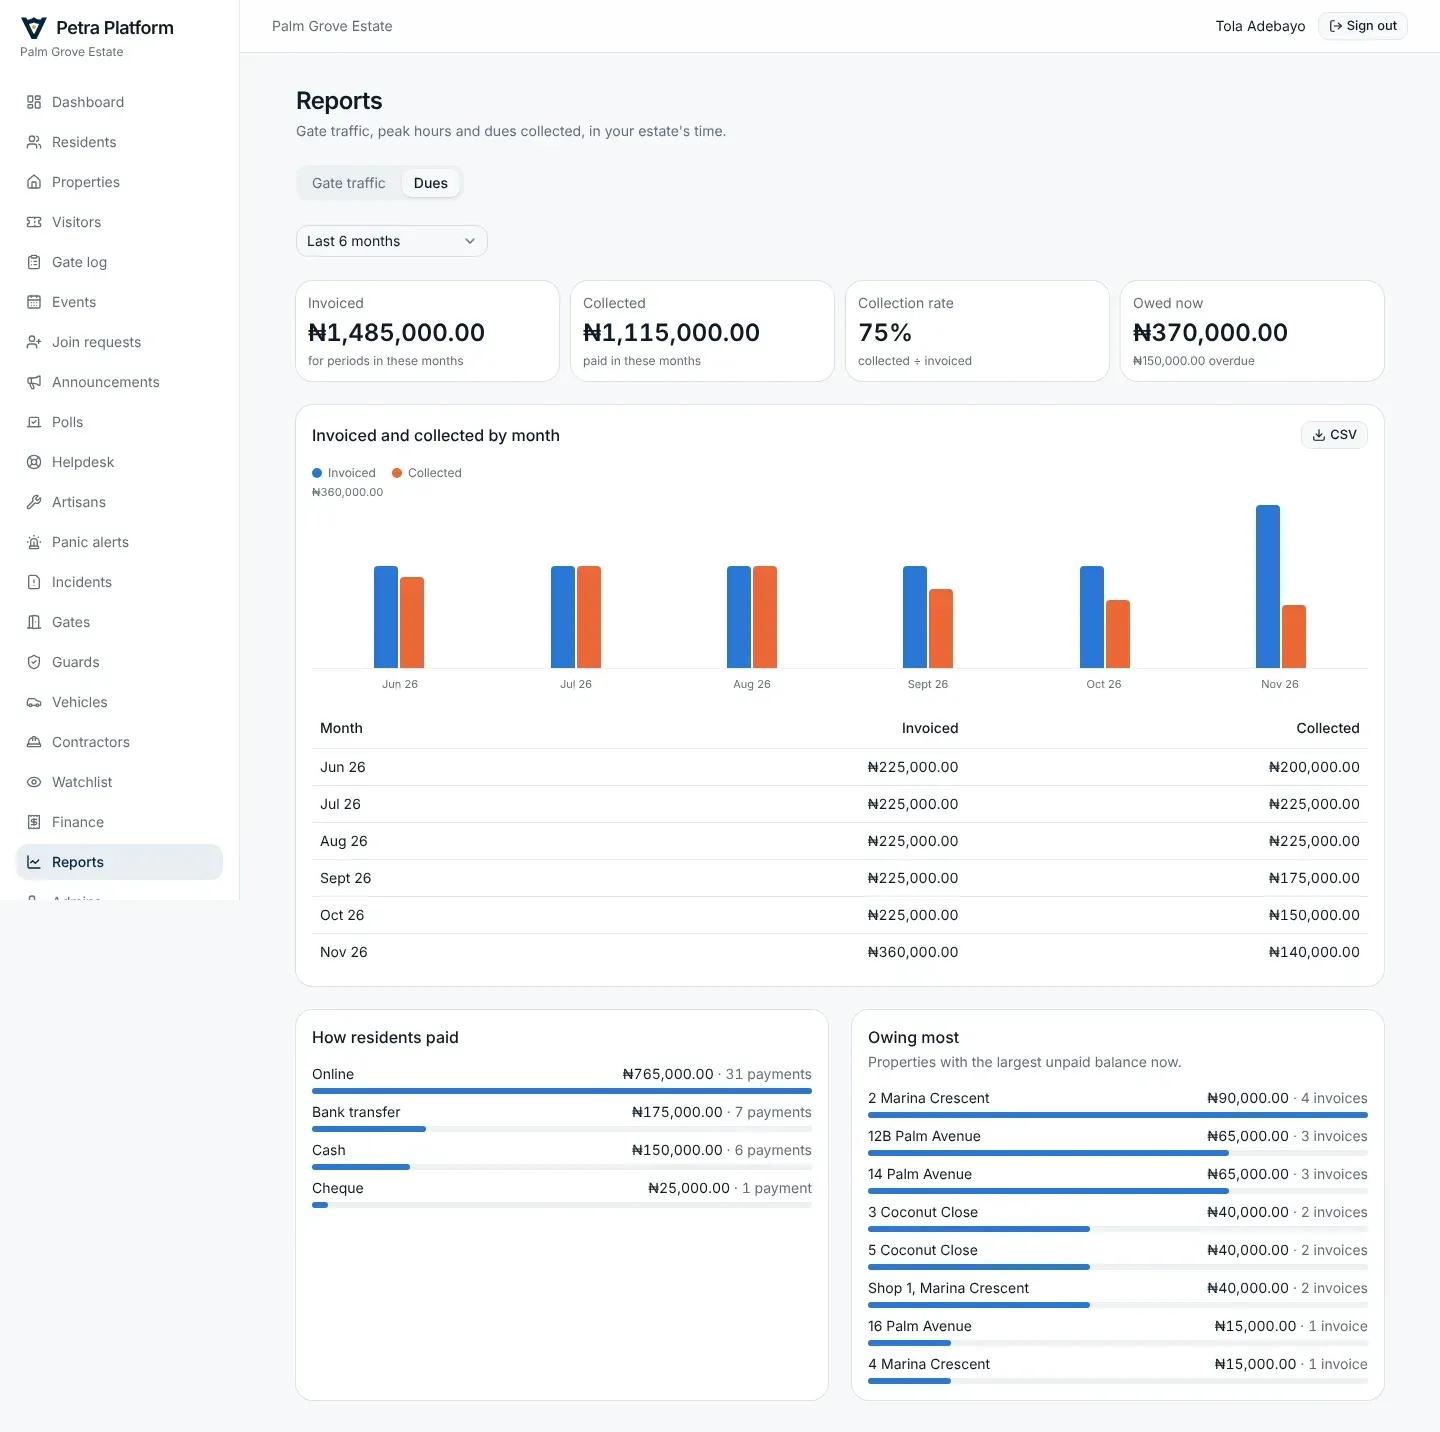 Petra Platform
Palm Grove Estate
Dashboard
Residents
Properties
Visitors
Gate log
Events
Join requests
Announcements
Polls
Helpdesk
Artisans
Panic alerts
Incidents
Gates
Guards
Vehicles
Contractors
Watchlist
Finance
Reports
Admins
Palm Grove Estate
Tola Adebayo
Sign out
Reports
Gate traffic, peak hours and dues collected, in your estate's time.
Gate traffic Dues
Last 6 months
Invoiced
₦1,485,000.00
for periods in these months
Collected
₦1,115,000.00
paid in these months
Collection rate
75%
collected ÷ invoiced
Owed now
₦370,000.00
₦150,000.00 overdue
Invoiced and collected by month
CSV
Invoiced Collected
₦360,000.00
Jun 26 Jul 26 Aug 26 Sept 26 Oct 26 Nov 26
Month Invoiced Collected
Jun 26 ₦225,000.00 ₦200,000.00
Jul 26 ₦225,000.00 ₦225,000.00
Aug 26 ₦225,000.00 ₦225,000.00
Sept 26 ₦225,000.00 ₦175,000.00
Oct 26 ₦225,000.00 ₦150,000.00
Nov 26 ₦360,000.00 ₦140,000.00
How residents paid
Online ₦765,000.00 · 31 payments
Bank transfer ₦175,000.00 · 7 payments
Cash ₦150,000.00 · 6 payments
Cheque ₦25,000.00 · 1 payment
Owing most
Properties with the largest unpaid balance now.
2 Marina Crescent ₦90,000.00 · 4 invoices
12B Palm Avenue ₦65,000.00 · 3 invoices
14 Palm Avenue ₦65,000.00 · 3 invoices
3 Coconut Close ₦40,000.00 · 2 invoices
5 Coconut Close ₦40,000.00 · 2 invoices
Shop 1, Marina Crescent ₦40,000.00 · 2 invoices
16 Palm Avenue ₦15,000.00 · 1 invoice
4 Marina Crescent ₦15,000.00 · 1 invoice